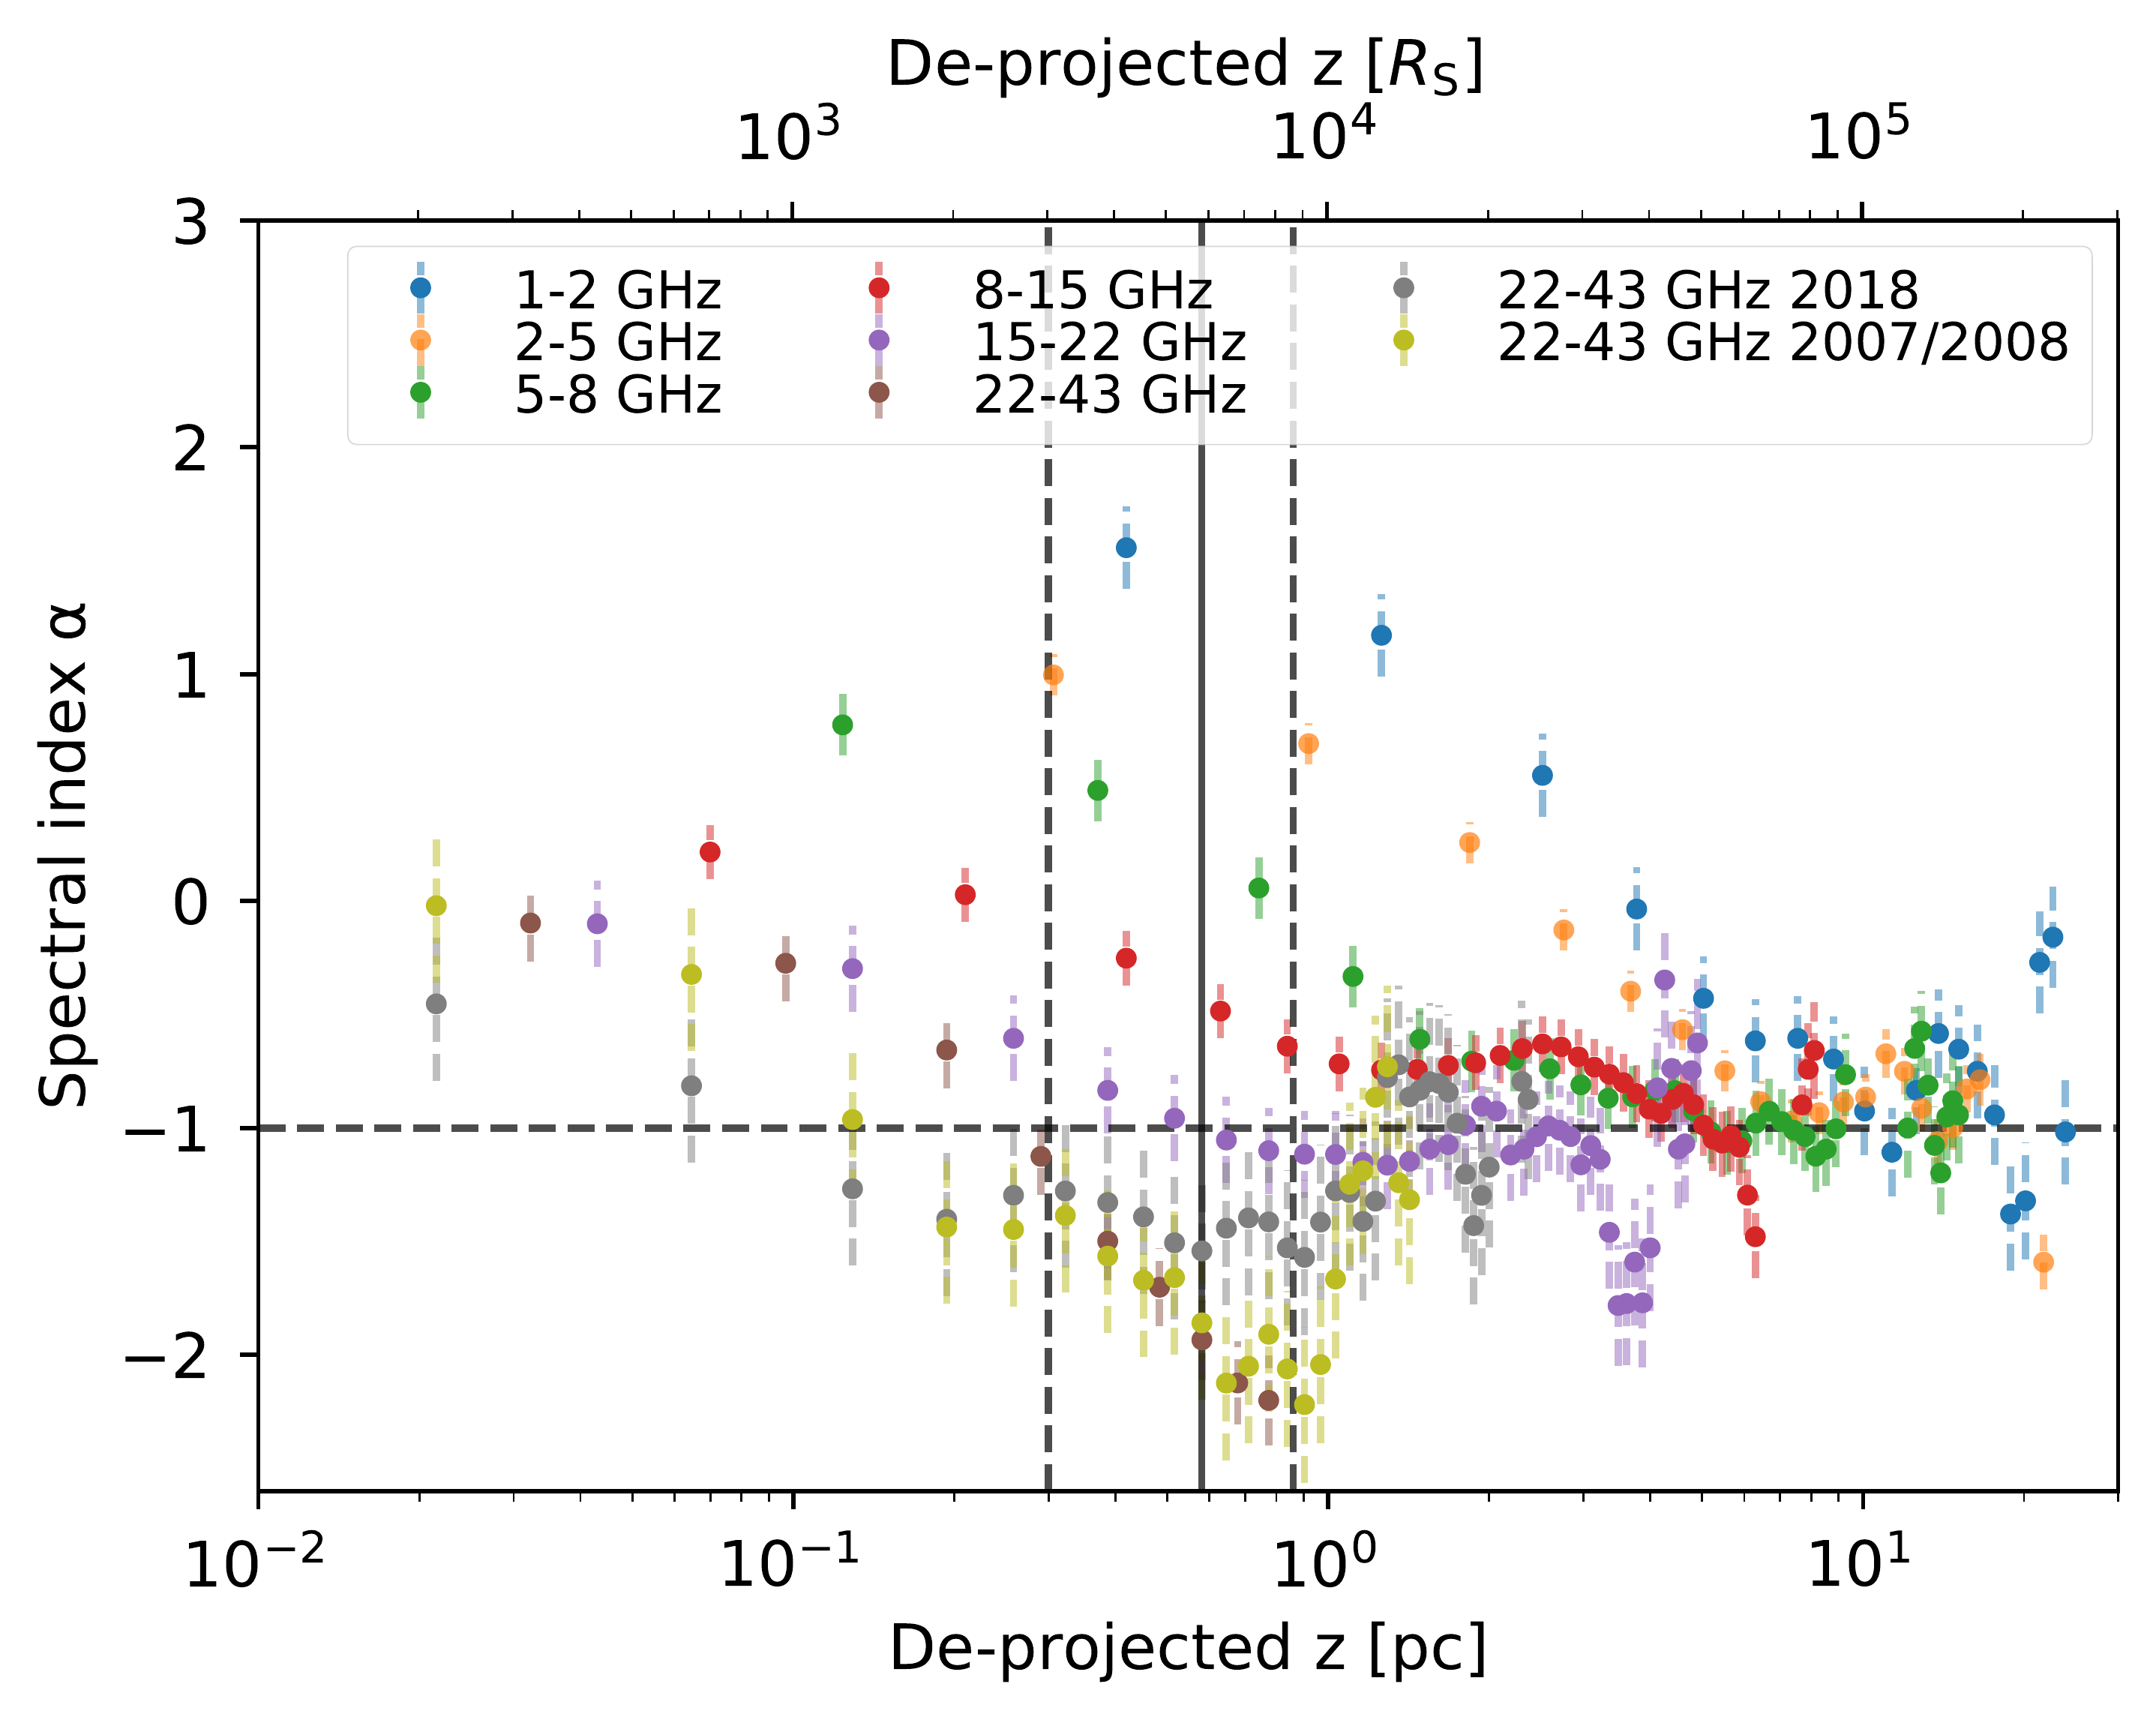 De-projected z [R_S]
10^3 10^4 10^5
3
1-2 GHz 8-15 GHz 22-43 GHz 2018
2-5 GHz 15-22 GHz 22-43 GHz 2007/2008
5-8 GHz 22-43 GHz
2
1
0
−1
−2
Spectral index α
10^−2 10^−1 10^0 10^1
De-projected z [pc]